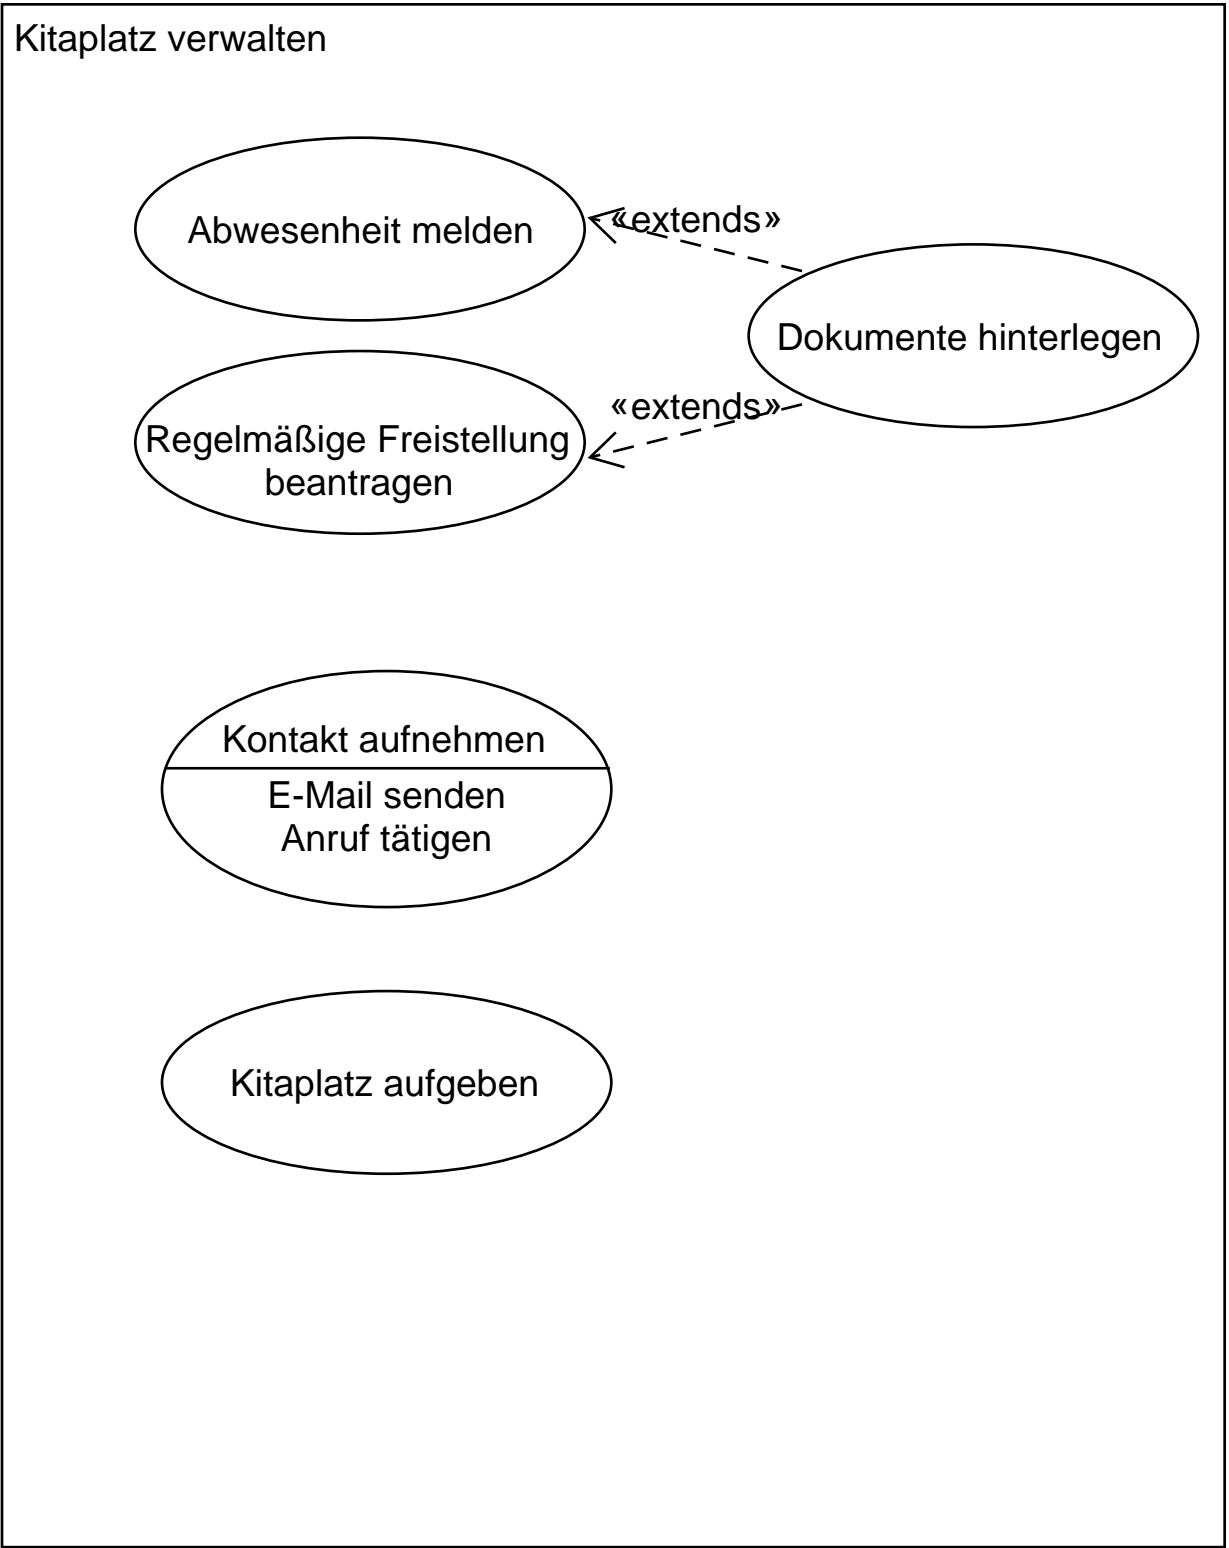 Kitaplatz verwalten
Abwesenheit melden
«extends»
Dokumente hinterlegen
«extends»
Regelmäßige Freistellung
beantragen
Kontakt aufnehmen
E-Mail senden
Anruf tätigen
Kitaplatz aufgeben